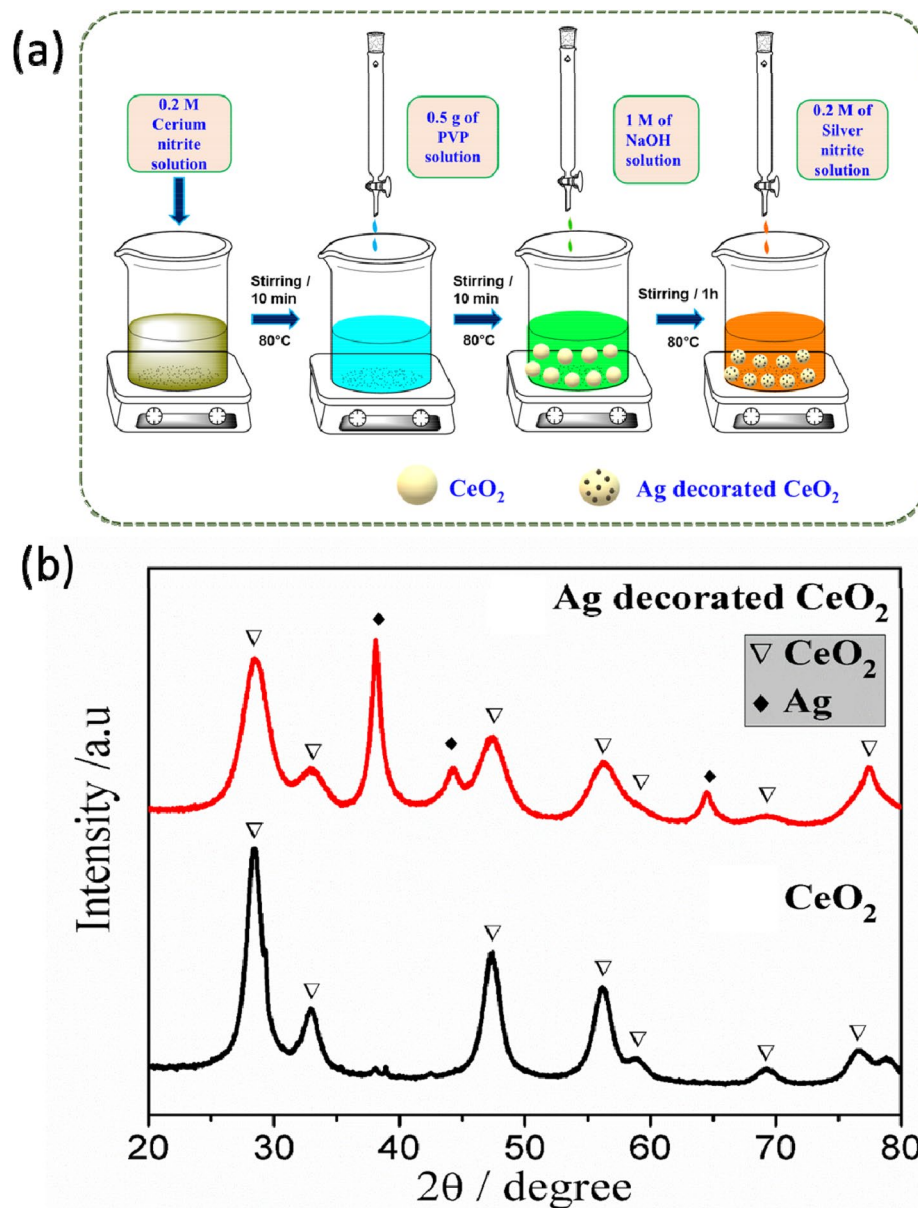 (a)
0.2 M
Cerium
nitrite
solution
0.5 g of
PVP
solution
1 M of
NaOH
solution
0.2 M of
Silver
nitrite
solution
Stirring /
10 min
80°C
Stirring /
10 min
80°C
Stirring / 1h
80°C
CeO₂
Ag decorated CeO₂
(b)
Ag decorated CeO₂
▽ CeO₂
◆ Ag
CeO₂
Intensity /a.u
20 30 40 50 60 70 80
2θ / degree